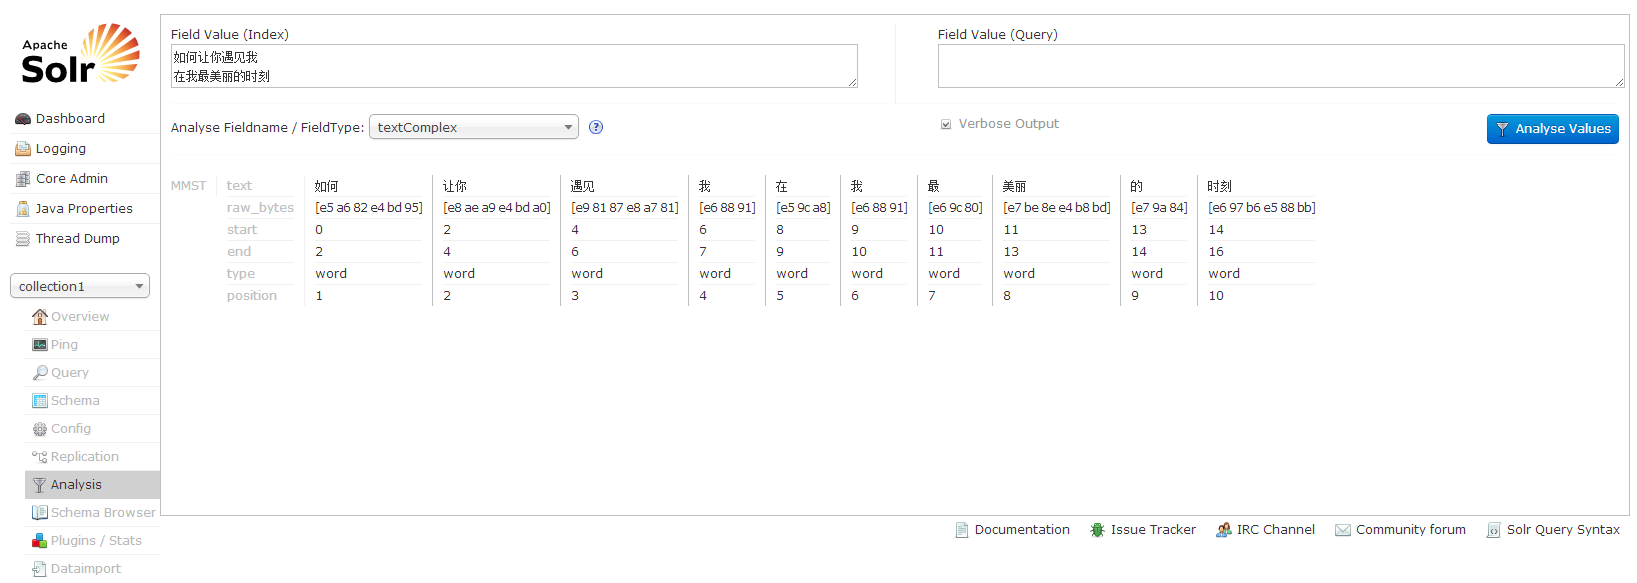 Apache
Solr
Dashboard
Logging
Core Admin
Java Properties
Thread Dump
collection1
Overview
Ping
Query
Schema
Config
Replication
Analysis
Schema Browser
Plugins / Stats
Dataimport
Field Value (Index)
如何让你遇见我
在我最美丽的时刻
Field Value (Query)
Analyse Fieldname / FieldType: textComplex ?
Verbose Output
Analyse Values
MMST text 如何 让你 遇见 我 在 我 最 美丽 的 时刻
raw_bytes [e5 a6 82 e4 bd 95] [e8 ae a9 e4 bd a0] [e9 81 87 e8 a7 81] [e6 88 91] [e5 9c a8] [e6 88 91] [e6 9c 80] [e7 be 8e e4 b8 bd] [e7 9a 84] [e6 97 b6 e5 88 bb]
start 0 2 4 6 8 9 10 11 13 14
end 2 4 6 7 9 10 11 13 14 16
type word word word word word word word word word word
position 1 2 3 4 5 6 7 8 9 10
Documentation Issue Tracker IRC Channel Community forum Solr Query Syntax